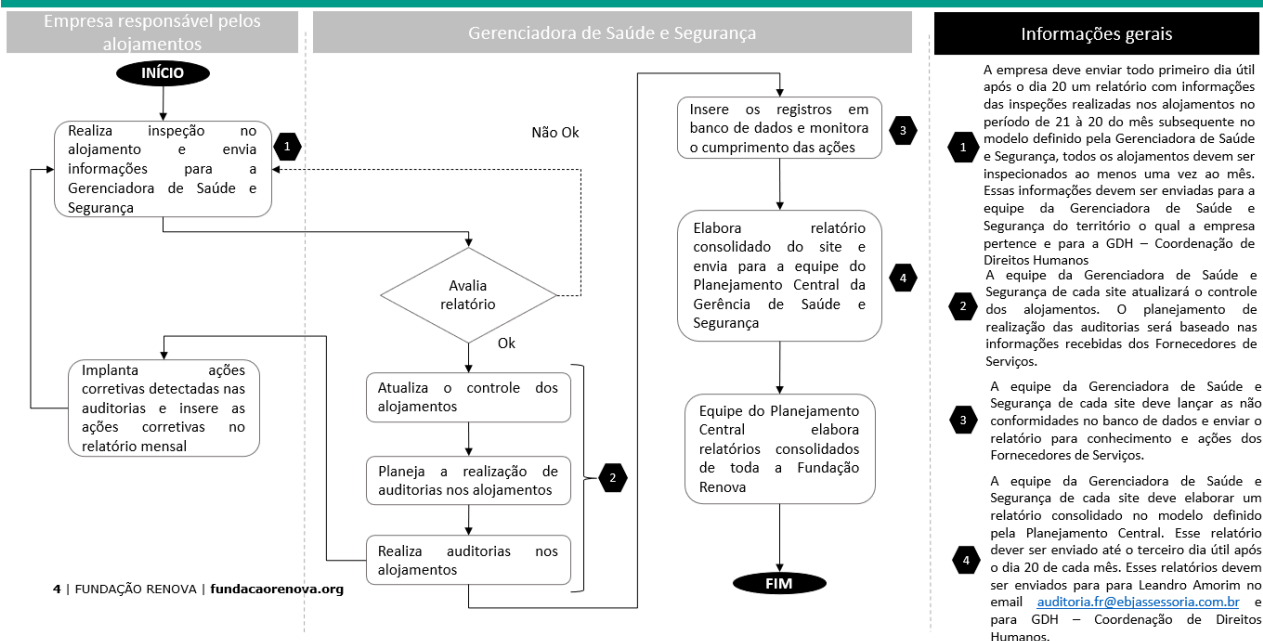 Empresa responsável pelos
alojamentos
Gerenciadora de Saúde e Segurança
Informações gerais
INÍCIO
Realiza inspeção no
alojamento e envia
informações para a
Gerenciadora de Saúde e
Segurança
1
Não Ok
Avalia
relatório
Ok
Implanta ações
corretivas detectadas nas
auditorias e insere as
ações corretivas no
relatório mensal
Atualiza o controle dos
alojamentos
Planeja a realização de
auditorias nos alojamentos
2
Realiza auditorias nos
alojamentos
Insere os registros em
banco de dados e monitora
o cumprimento das ações
3
Elabora relatório
consolidado do site e
envia para a equipe do
Planejamento Central da
Gerência de Saúde e
Segurança
4
Equipe do Planejamento
Central elabora
relatórios consolidados
de toda a Fundação
Renova
FIM
A empresa deve enviar todo primeiro dia útil
após o dia 20 um relatório com informações
das inspeções realizadas nos alojamentos no
período de 21 à 20 do mês subsequente no
modelo definido pela Gerenciadora de Saúde
1
e Segurança, todos os alojamentos devem ser
inspecionados ao menos uma vez ao mês.
Essas informações devem ser enviadas para a
equipe da Gerenciadora de Saúde e
Segurança do território o qual a empresa
pertence e para a GDH – Coordenação de
Direitos Humanos
A equipe da Gerenciadora de Saúde e
Segurança de cada site atualizará o controle
2
dos alojamentos. O planejamento de
realização das auditorias será baseado nas
informações recebidas dos Fornecedores de
Serviços.
A equipe da Gerenciadora de Saúde e
Segurança de cada site deve lançar as não
3
conformidades no banco de dados e enviar o
relatório para conhecimento e ações dos
Fornecedores de Serviços.
A equipe da Gerenciadora de Saúde e
Segurança de cada site deve elaborar um
relatório consolidado no modelo definido
pela Planejamento Central. Esse relatório
4
dever ser enviado até o terceiro dia útil após
o dia 20 de cada mês. Esses relatórios devem
ser enviados para para Leandro Amorim no
email auditoria.fr@ebjassessoria.com.br e
para GDH – Coordenação de Direitos
Humanos.
4 | FUNDAÇÃO RENOVA | fundacaorenova.org